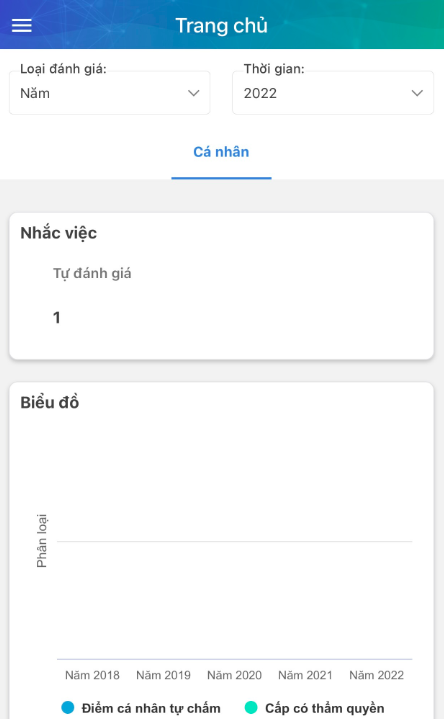 Trang chủ
Loại đánh giá:
Thời gian:
Năm
2022
Cá nhân
Nhắc việc
Tự đánh giá
1
Biểu đồ
Phân loại
Năm 2018 Năm 2019 Năm 2020 Năm 2021 Năm 2022
Điểm cá nhân tự chấm Cấp có thẩm quyền